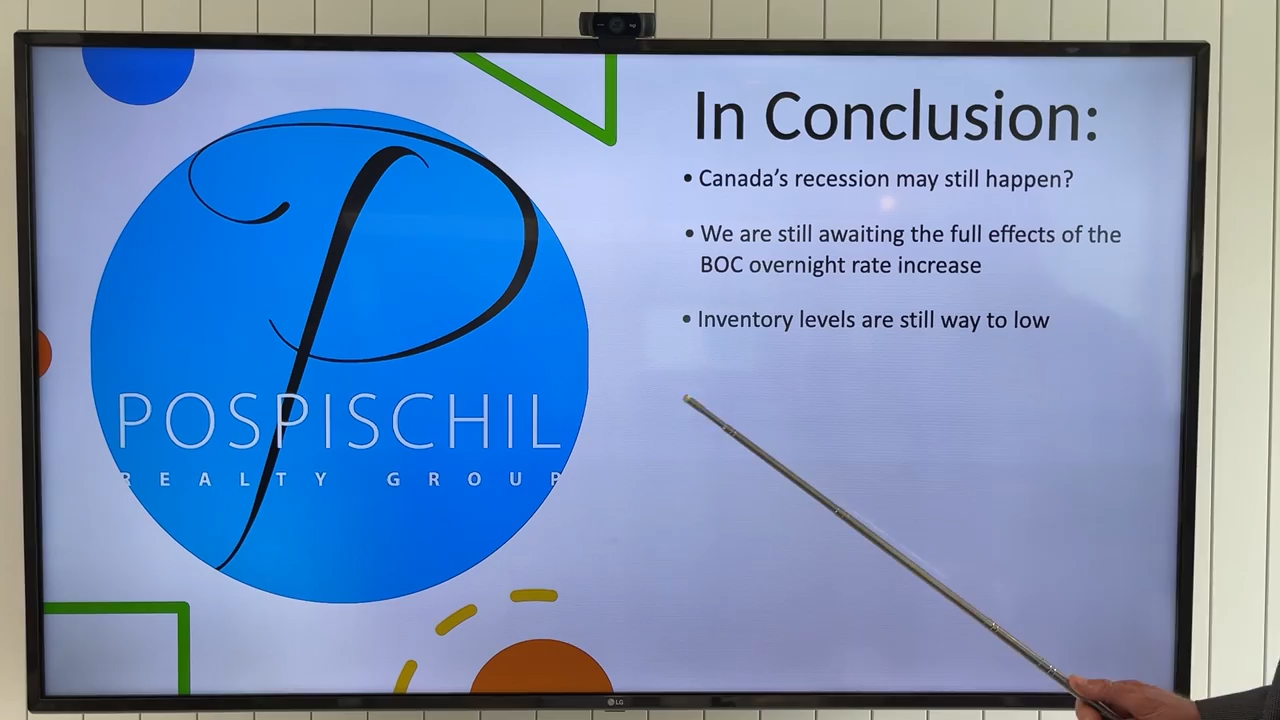 In Conclusion:
• Canada's recession may still happen?
• We are still awaiting the full effects of the
BOC overnight rate increase
• Inventory levels are still way to low
POSPISCHIL
REALTY GROUP
LG